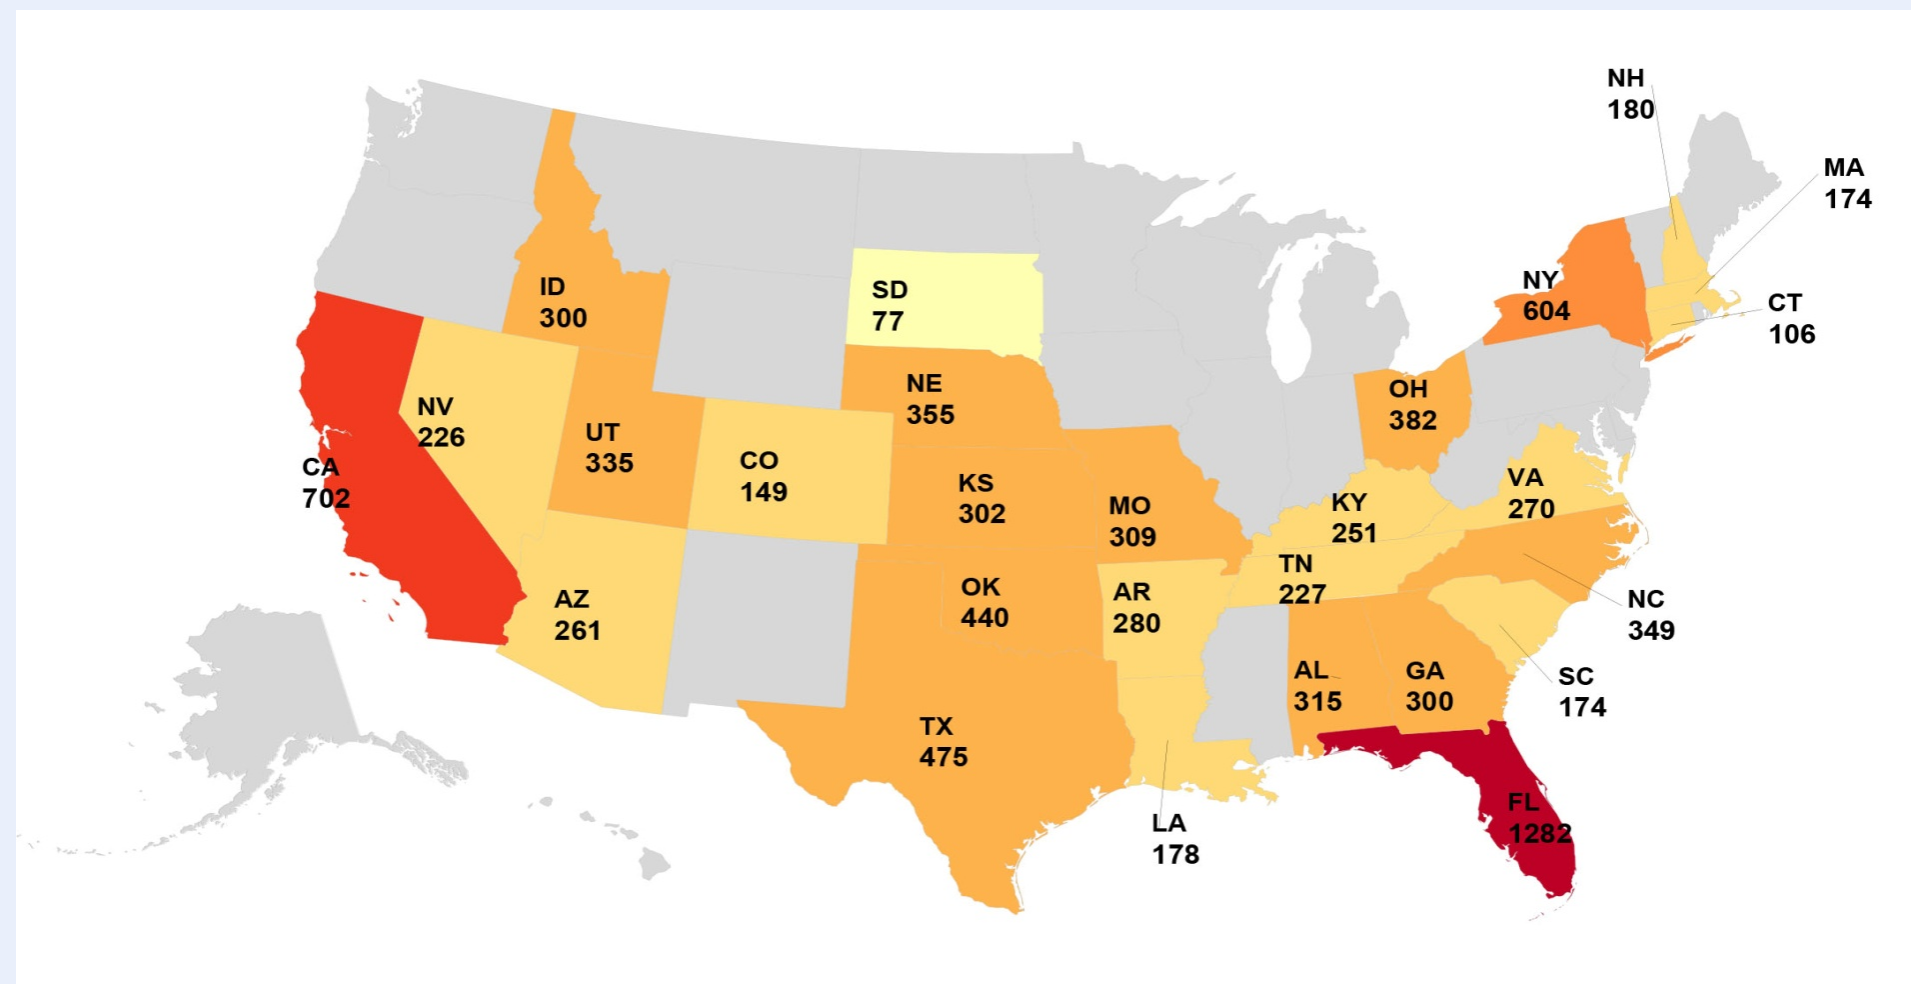 NH
180
MA
174
ID
300
SD
77
NY
604
CT
106
NE
355
OH
382
NV
226
UT
335
CO
149
CA
702
KS
302
MO
309
KY
251
VA
270
TN
227
AZ
261
OK
440
AR
280
NC
349
AL
315
GA
300
SC
174
TX
475
LA
178
FL
1282